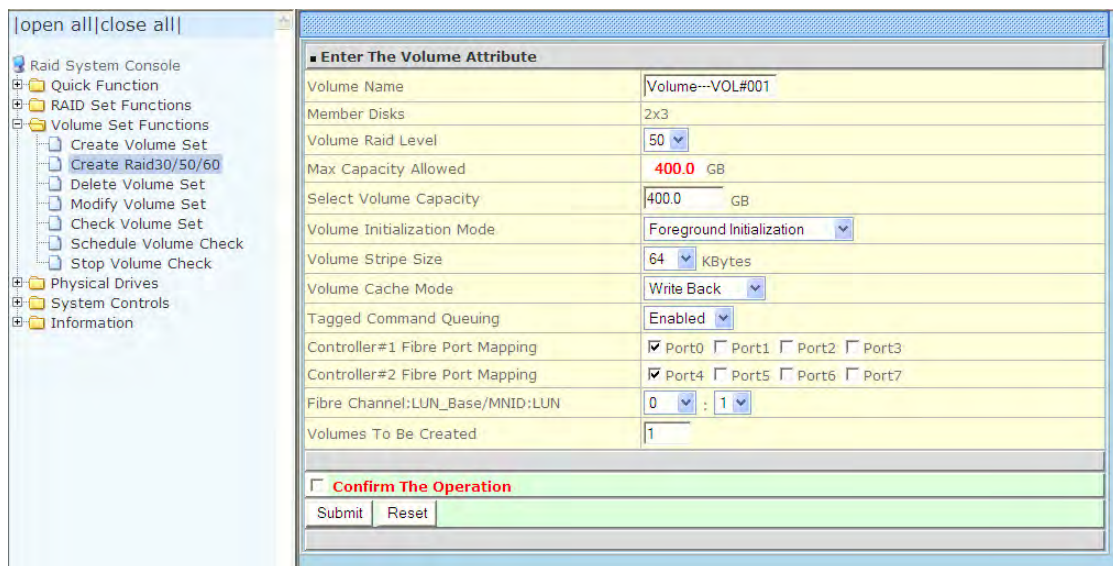 |open all|close all|
Raid System Console
Quick Function
RAID Set Functions
Volume Set Functions
Create Volume Set
Create Raid30/50/60
Delete Volume Set
Modify Volume Set
Check Volume Set
Schedule Volume Check
Stop Volume Check
Physical Drives
System Controls
Information
Enter The Volume Attribute
Volume Name Volume---VOL#001
Member Disks 2x3
Volume Raid Level 50
Max Capacity Allowed 400.0 GB
Select Volume Capacity 400.0 GB
Volume Initialization Mode Foreground Initialization
Volume Stripe Size 64 KBytes
Volume Cache Mode Write Back
Tagged Command Queuing Enabled
Controller#1 Fibre Port Mapping Port0 Port1 Port2 Port3
Controller#2 Fibre Port Mapping Port4 Port5 Port6 Port7
Fibre Channel:LUN_Base/MNID:LUN 0 : 1
Volumes To Be Created 1
Confirm The Operation
Submit Reset